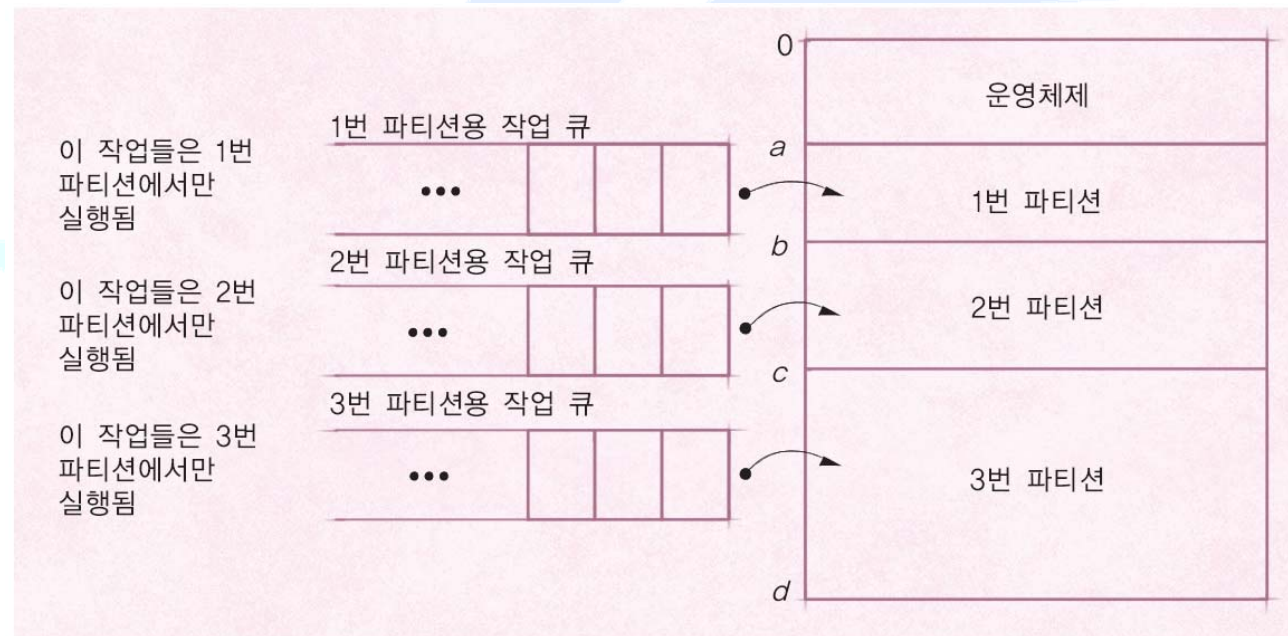 0
운영체제
이 작업들은 1번
파티션에서만
실행됨
1번 파티션용 작업 큐
•••
a
1번 파티션
b
이 작업들은 2번
파티션에서만
실행됨
2번 파티션용 작업 큐
•••
2번 파티션
c
이 작업들은 3번
파티션에서만
실행됨
3번 파티션용 작업 큐
•••
3번 파티션
d